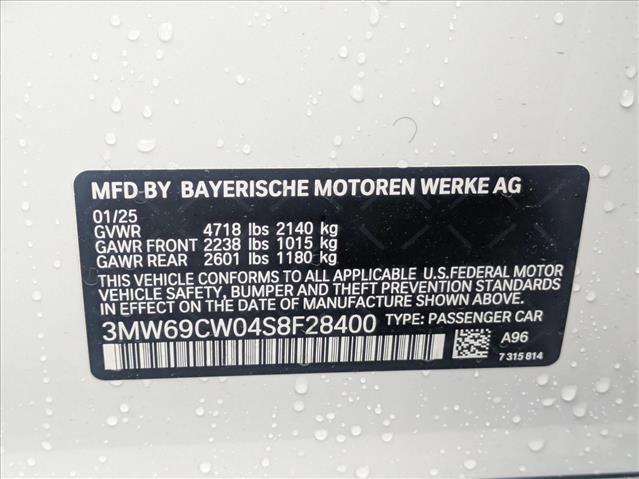 MFD BY BAYERISCHE MOTOREN WERKE AG
01/25
GVWR 4718 lbs 2140 kg
GAWR FRONT 2238 lbs 1015 kg
GAWR REAR 2601 lbs 1180 kg
THIS VEHICLE CONFORMS TO ALL APPLICABLE U.S.FEDERAL MOTOR
VEHICLE SAFETY, BUMPER AND THEFT PREVENTION STANDARDS
IN EFFECT ON THE DATE OF MANUFACTURE SHOWN ABOVE.
3MW69CW04S8F28400 TYPE: PASSENGER CAR
A96
7 315 814